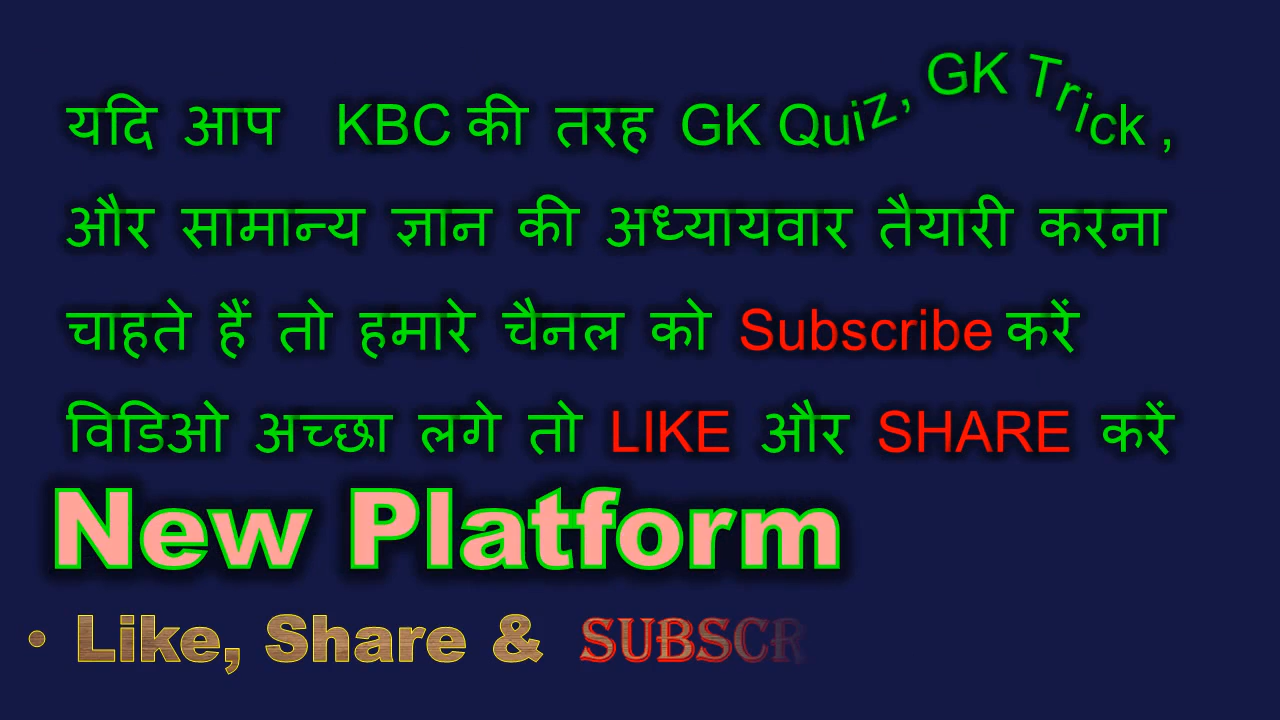 यदि आप KBC की तरह GK Quiz, GK Trick ,
और सामान्य ज्ञान की अध्यायवार तैयारी करना
चाहते हैं तो हमारे चैनल को Subscribe करें
विडिओ अच्छा लगे तो LIKE और SHARE करें
New Platform
• Like, Share & SUBSCR